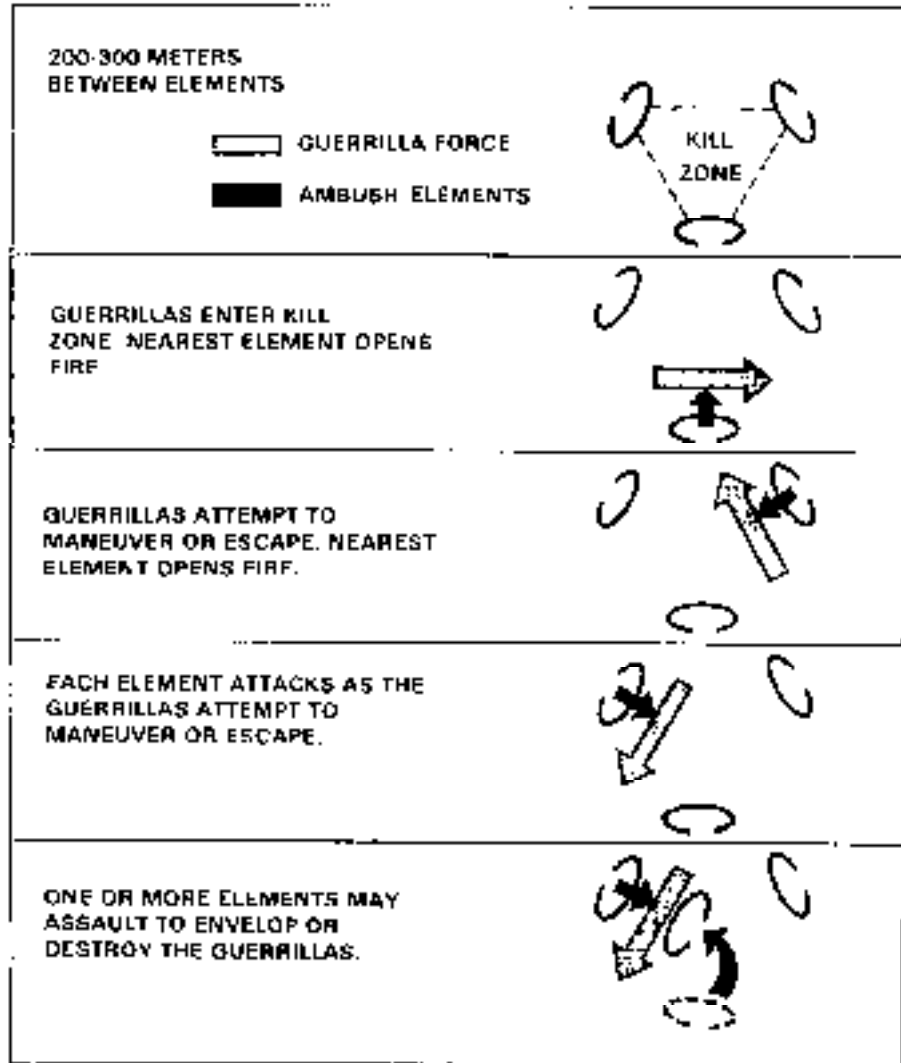 200-300 METERS
BETWEEN ELEMENTS
GUERRILLA FORCE
AMBUSH ELEMENTS
KILL
ZONE
GUERRILLAS ENTER KILL
ZONE NEAREST ELEMENT OPENS
FIRE
GUERRILLAS ATTEMPT TO
MANEUVER OR ESCAPE. NEAREST
ELEMENT OPENS FIRE.
EACH ELEMENT ATTACKS AS THE
GUERRILLAS ATTEMPT TO
MANEUVER OR ESCAPE.
ONE OR MORE ELEMENTS MAY
ASSAULT TO ENVELOP OR
DESTROY THE GUERRILLAS.